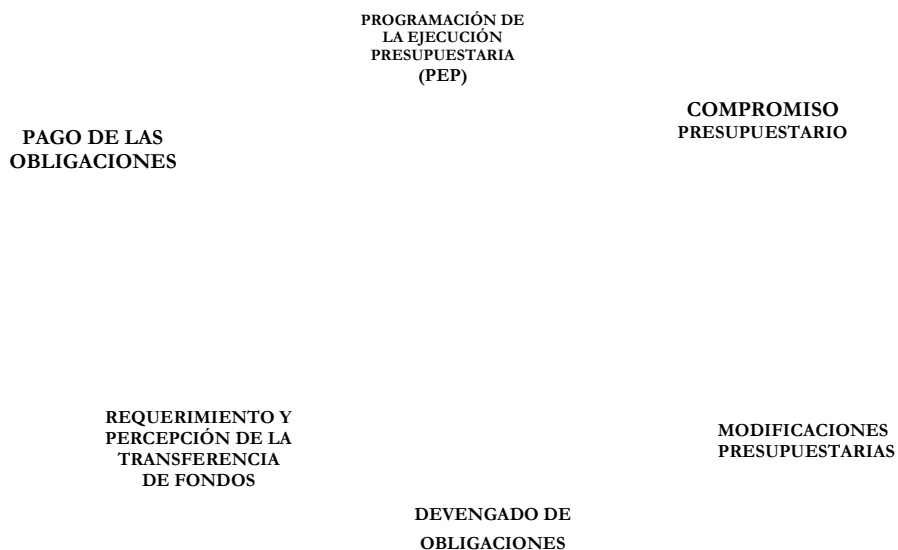 PROGRAMACIÓN DE
LA EJECUCIÓN
PRESUPUESTARIA
(PEP)
COMPROMISO
PRESUPUESTARIO
PAGO DE LAS
OBLIGACIONES
REQUERIMIENTO Y
PERCEPCIÓN DE LA
TRANSFERENCIA
DE FONDOS
MODIFICACIONES
PRESUPUESTARIAS
DEVENGADO DE
OBLIGACIONES